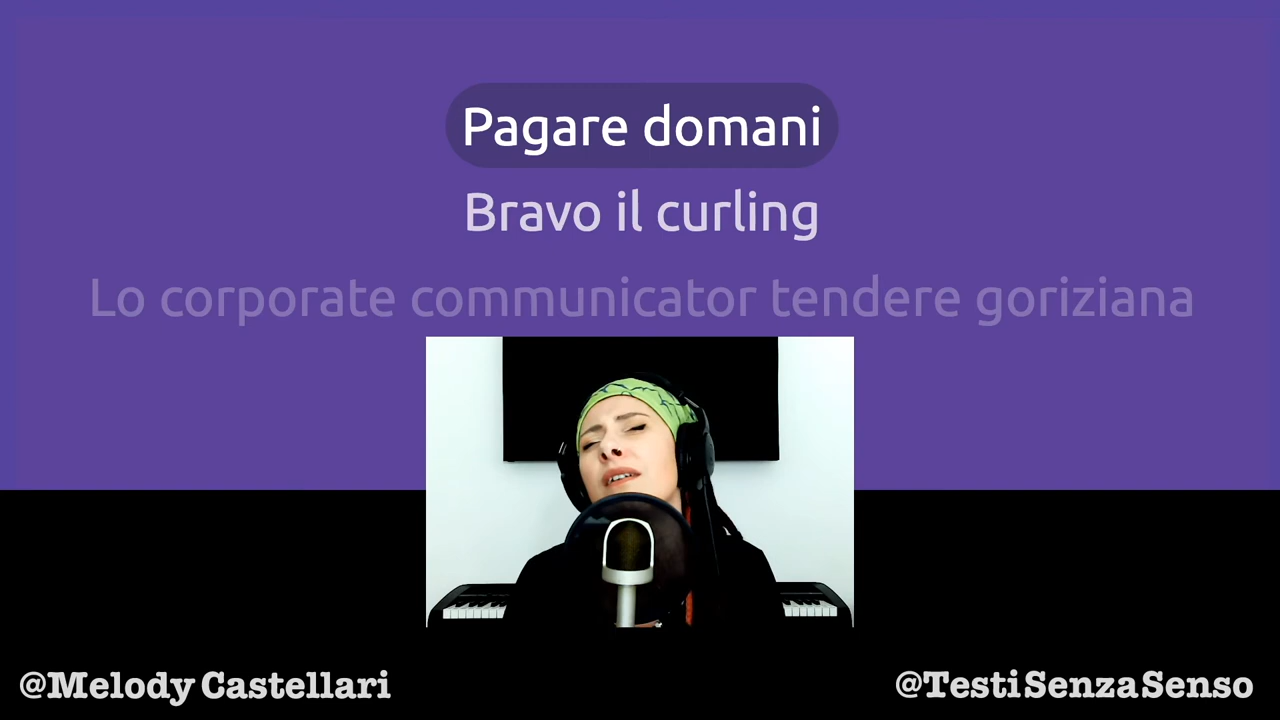 Pagare domani
Bravo il curling
Lo corporate communicator tendere goriziana
@Melody Castellari
@TestiSenzaSenso